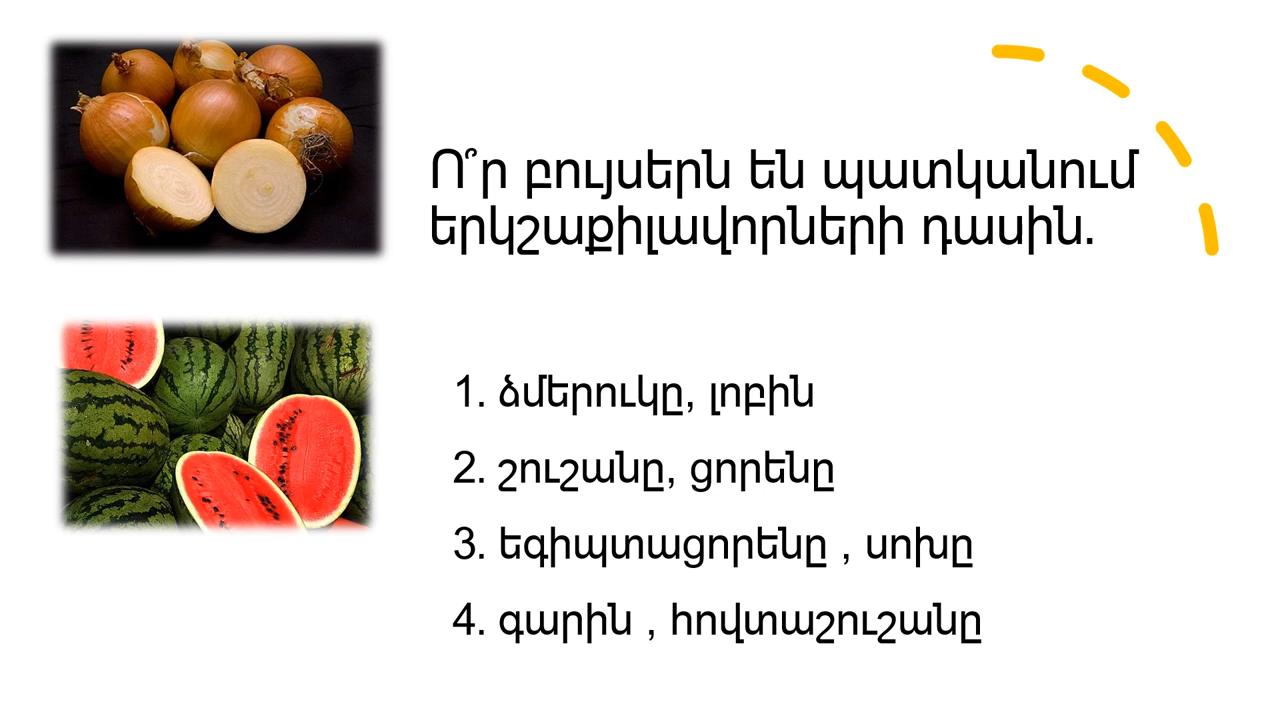 Ո՞ր բույսերն են պատկանում
երկշաքիլավորների դասին.
1. ձմերուկը, լոբին
2. շուշանը, ցորենը
3. եգիպտացորենը , սոխը
4. գարին , հովտաշուշանը